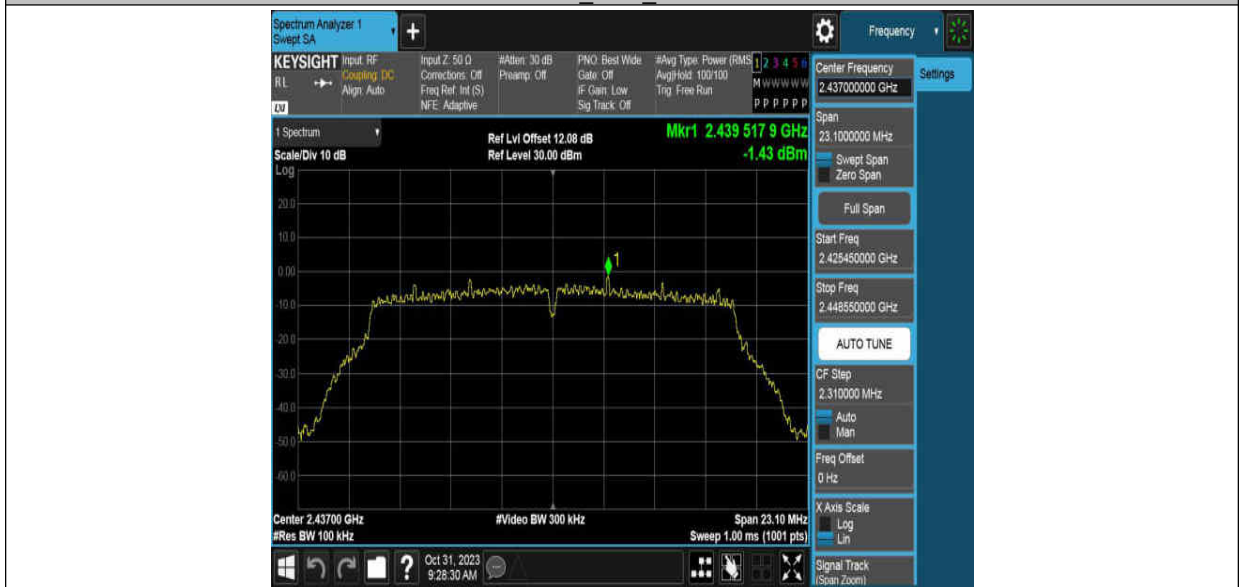 Spectrum Analyzer 1
Swept SA
+
Frequency
KEYSIGHT
RL
LXI
Input: RF
Coupling: DC
Align: Auto
Input Z: 50 Ω
Corrections: Off
Freq Ref: Int (S)
NFE: Adaptive
#Atten: 30 dB
Preamp: Off
PNO: Best Wide
Gate: Off
IF Gain: Low
Sig Track: Off
#Avg Type: Power (RMS
Avg|Hold: 100/100
Trig: Free Run
1 2 3 4 5 6
M W W W W W
P P P P P P
Center Frequency
2.437000000 GHz
Settings
1 Spectrum
Scale/Div 10 dB
Ref Lvl Offset 12.08 dB
Ref Level 30.00 dBm
Mkr1 2.439 517 9 GHz
-1.43 dBm
Log
20.0
10.0
0.00
-10.0
-20.0
-30.0
-40.0
-50.0
-60.0
1
Span
23.1000000 MHz
Swept Span
Zero Span
Full Span
Start Freq
2.425450000 GHz
Stop Freq
2.448550000 GHz
AUTO TUNE
CF Step
2.310000 MHz
Auto
Man
Freq Offset
0 Hz
X Axis Scale
Log
Lin
Signal Track
(Span Zoom)
Center 2.43700 GHz
#Res BW 100 kHz
#Video BW 300 kHz
Span 23.10 MHz
Sweep 1.00 ms (1001 pts)
?
Oct 31, 2023
9:28:30 AM